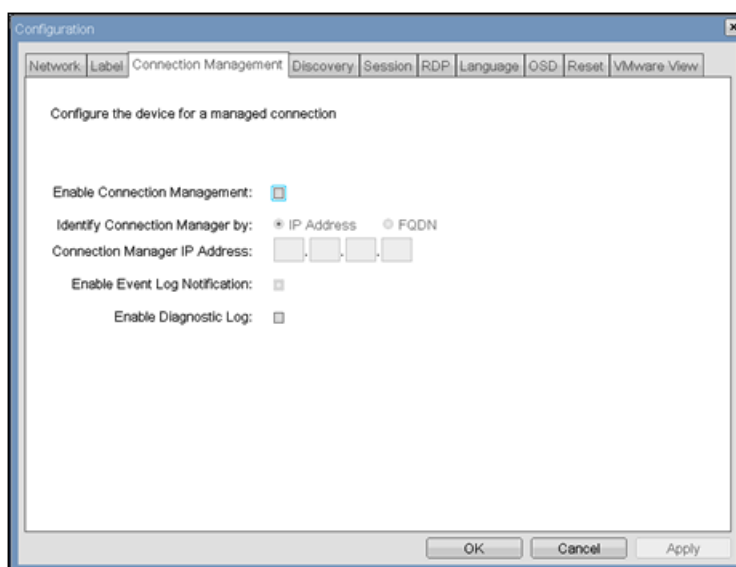 Configuration
Network Label Connection Management Discovery Session RDP Language OSD Reset VMware View
Configure the device for a managed connection
Enable Connection Management:
Identify Connection Manager by: IP Address FQDN
Connection Manager IP Address: . . .
Enable Event Log Notification:
Enable Diagnostic Log:
OK Cancel Apply